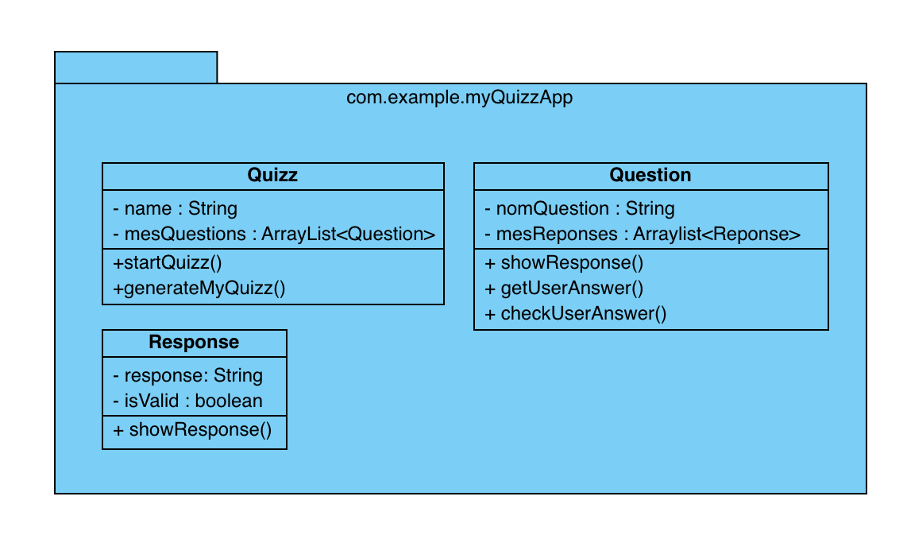 com.example.myQuizzApp
Quizz
- name : String
- mesQuestions : ArrayList<Question>
+startQuizz()
+generateMyQuizz()
Question
- nomQuestion : String
- mesReponses : Arraylist<Reponse>
+ showResponse()
+ getUserAnswer()
+ checkUserAnswer()
Response
- response: String
- isValid : boolean
+ showResponse()